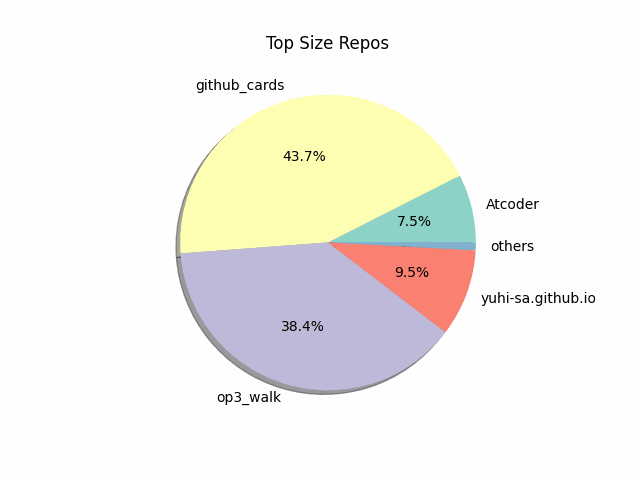 Top Size Repos
github_cards
43.7%
Atcoder
7.5%
others
9.5%
yuhi-sa.github.io
38.4%
op3_walk